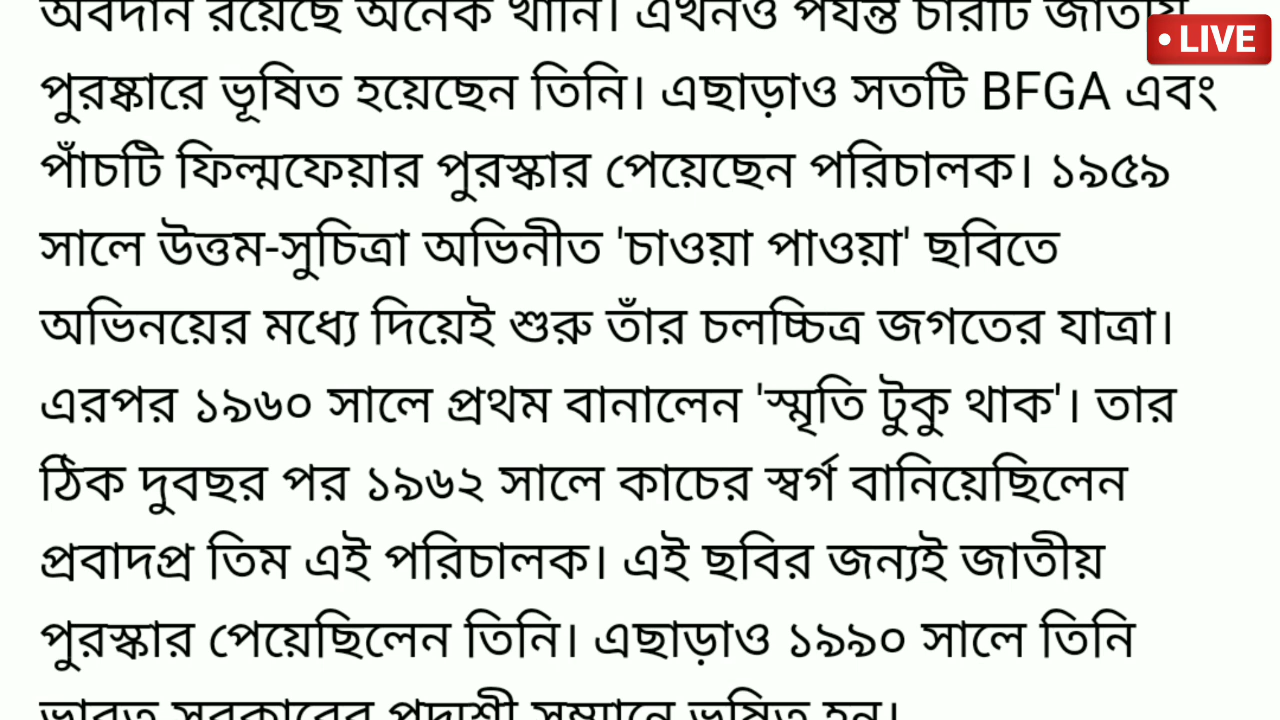 অবদান রয়েছে অনেক খানি। এখনও পর্যন্ত চারটি জাতীয়
LIVE
পুরষ্কারে ভূষিত হয়েছেন তিনি। এছাড়াও সতটি BFGA এবং
পাঁচটি ফিল্মফেয়ার পুরস্কার পেয়েছেন পরিচালক। ১৯৫৯
সালে উত্তম-সুচিত্রা অভিনীত 'চাওয়া পাওয়া' ছবিতে
অভিনয়ের মধ্যে দিয়েই শুরু তাঁর চলচ্চিত্র জগতের যাত্রা।
এরপর ১৯৬০ সালে প্রথম বানালেন 'স্মৃতি টুকু থাক'। তার
ঠিক দুবছর পর ১৯৬২ সালে কাচের স্বর্গ বানিয়েছিলেন
প্রবাদপ্র তিম এই পরিচালক। এই ছবির জন্যই জাতীয়
পুরস্কার পেয়েছিলেন তিনি। এছাড়াও ১৯৯০ সালে তিনি
ভারত সরকারের পদ্মশ্রী সম্মানে ভূষিত হন।